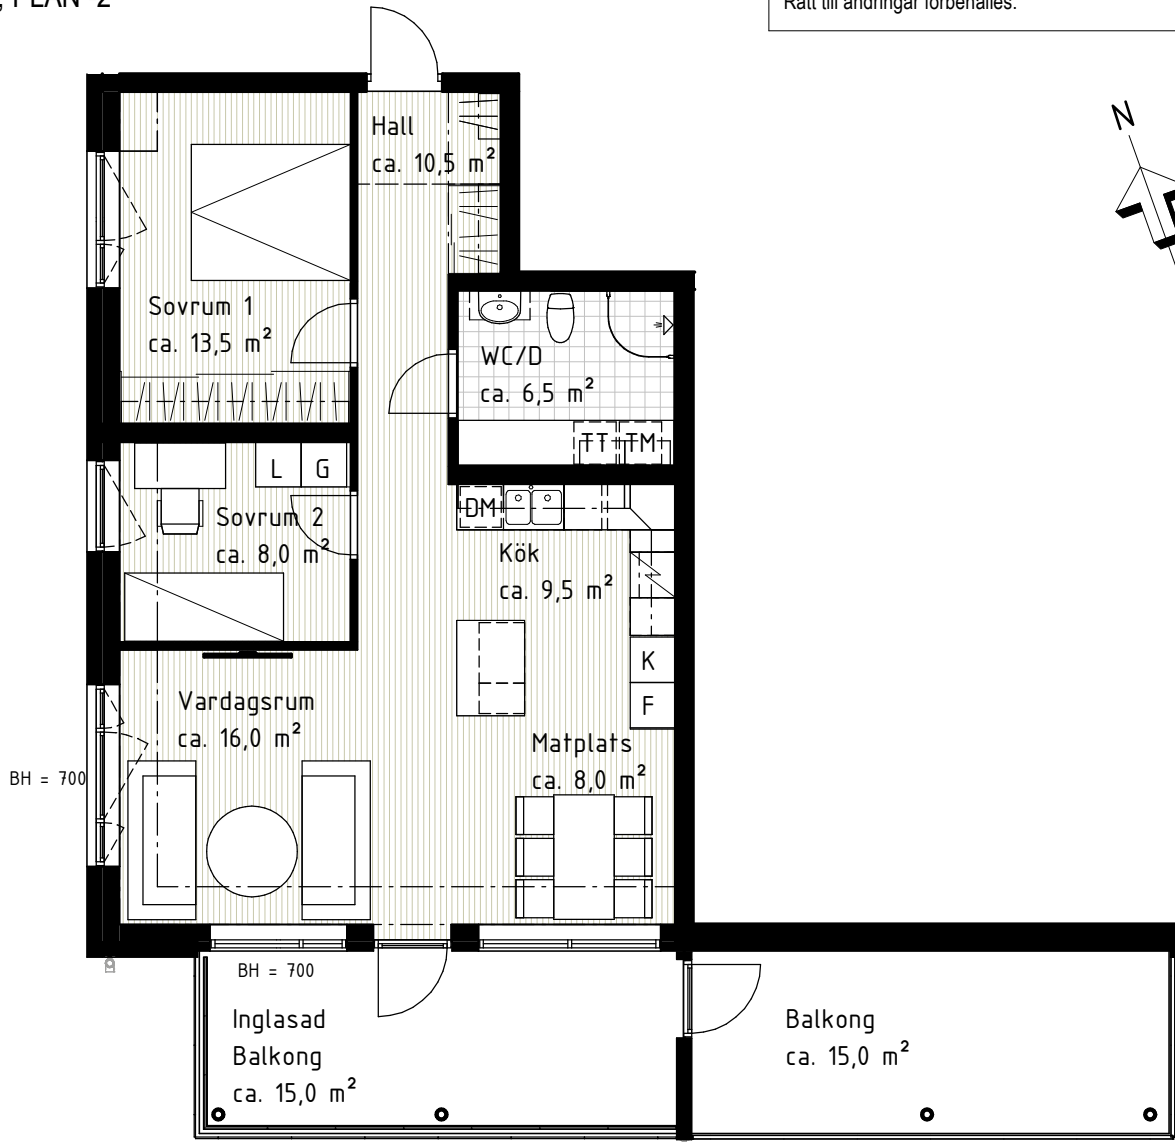 PLAN 2
Rätt till ändringar förbehålles.
N
Hall
ca. 10,5 m²
Sovrum 1
ca. 13,5 m²
WC/D
ca. 6,5 m²
TT TM
L G
Sovrum 2
ca. 8,0 m²
DM
Kök
ca. 9,5 m²
K
F
Vardagsrum
ca. 16,0 m²
Matplats
ca. 8,0 m²
BH = 700
BH = 700
Inglasad
Balkong
ca. 15,0 m²
Balkong
ca. 15,0 m²